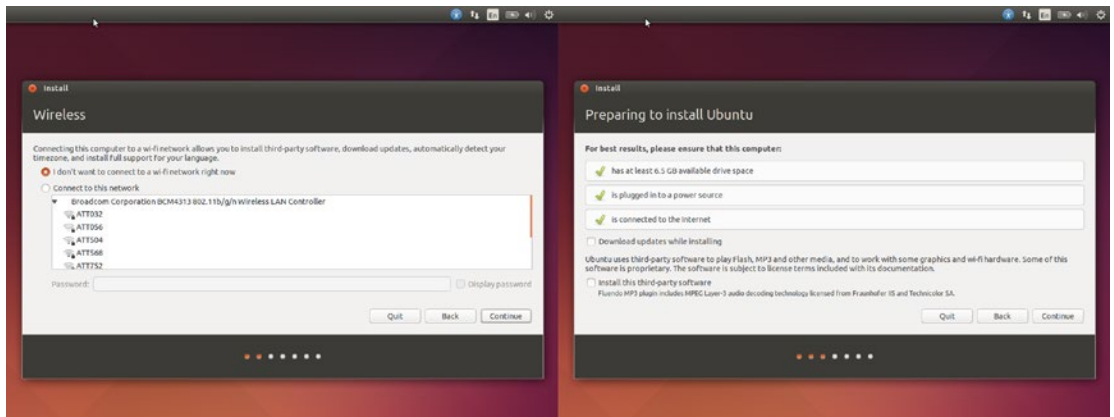 En
Install
Wireless
Connecting this computer to a wi-fi network allows you to install third-party software, download updates, automatically detect your
timezone, and install full support for your language.
I don't want to connect to a wi-fi network right now
Connect to this network
Broadcom Corporation BCM4313 802.11b/g/n Wireless LAN Controller
ATT032
ATT056
ATT504
ATT568
ATT752
Password:
Display password
Quit Back Continue
En
Install
Preparing to install Ubuntu
For best results, please ensure that this computer:
has at least 6.5 GB available drive space
is plugged in to a power source
is connected to the Internet
Download updates while installing
Ubuntu uses third-party software to play Flash, MP3 and other media, and to work with some graphics and wi-fi hardware. Some of this
software is proprietary. The software is subject to license terms included with its documentation.
Install this third-party software
Fluendo MP3 plugin includes MPEG Layer-3 audio decoding technology licensed from Fraunhofer IIS and Technicolor SA.
Quit Back Continue